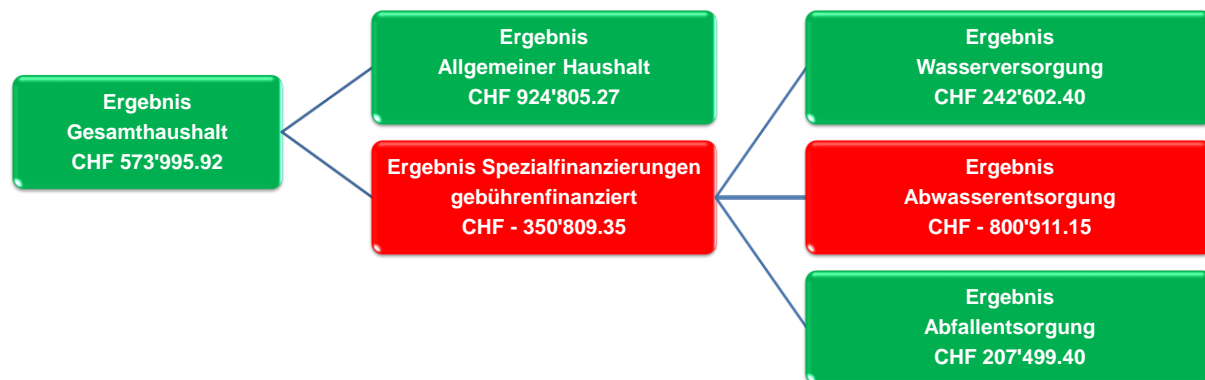 Ergebnis
Gesamthaushalt
CHF 573'995.92
Ergebnis
Allgemeiner Haushalt
CHF 924'805.27
Ergebnis Spezialfinanzierungen
gebührenfinanziert
CHF - 350'809.35
Ergebnis
Wasserversorgung
CHF 242'602.40
Ergebnis
Abwasserentsorgung
CHF - 800'911.15
Ergebnis
Abfallentsorgung
CHF 207'499.40